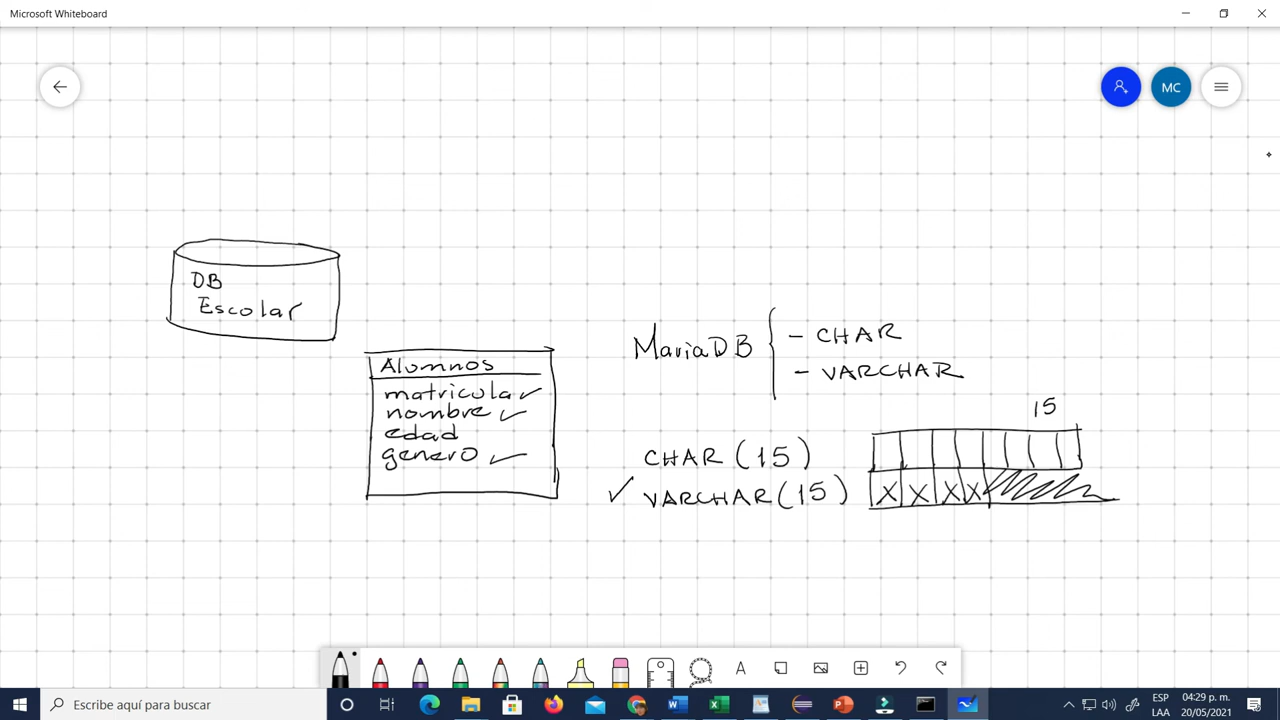 Microsoft Whiteboard
MC
DB
Escolar
Alumnos
matricula ✓
nombre ✓
edad
genero ✓
MariaDB
- CHAR
- VARCHAR
15
CHAR (15)
✓ VARCHAR (15)
X X X X
A
Escribe aquí para buscar
ESP
LAA
04:29 p. m.
20/05/2021